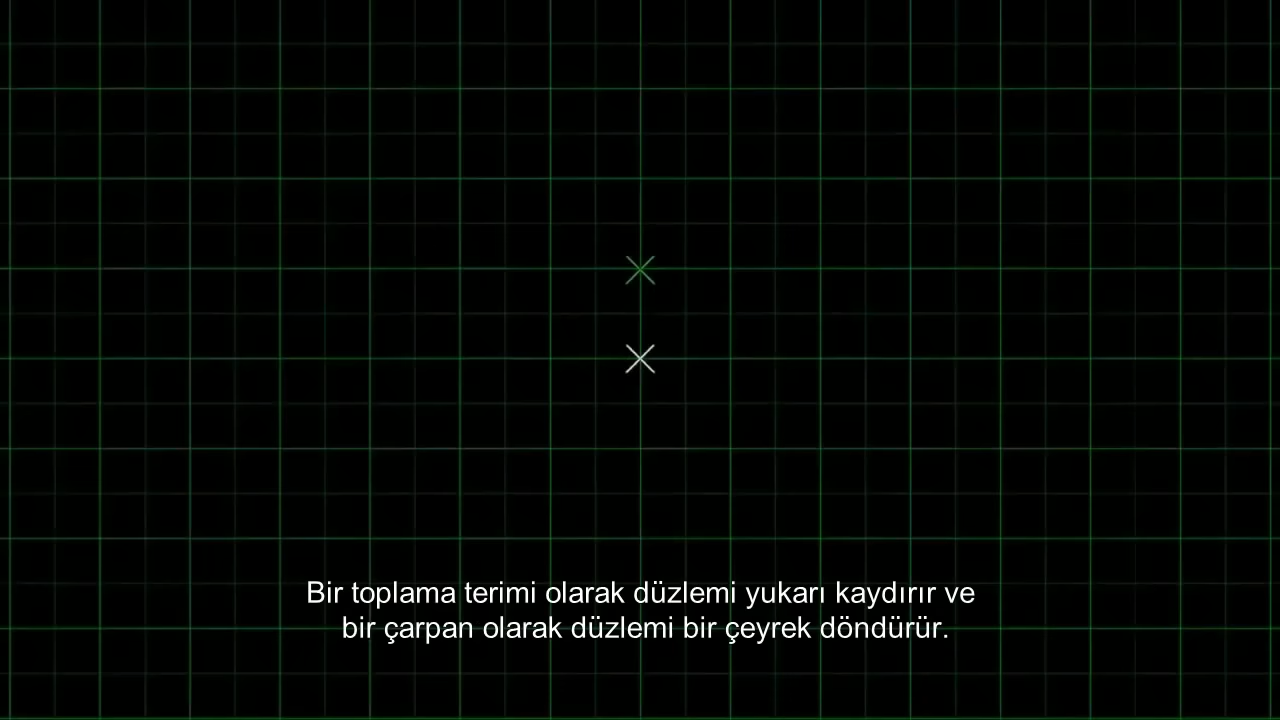 Bir toplama terimi olarak düzlemi yukarı kaydırır ve
bir çarpan olarak düzlemi bir çeyrek döndürür.